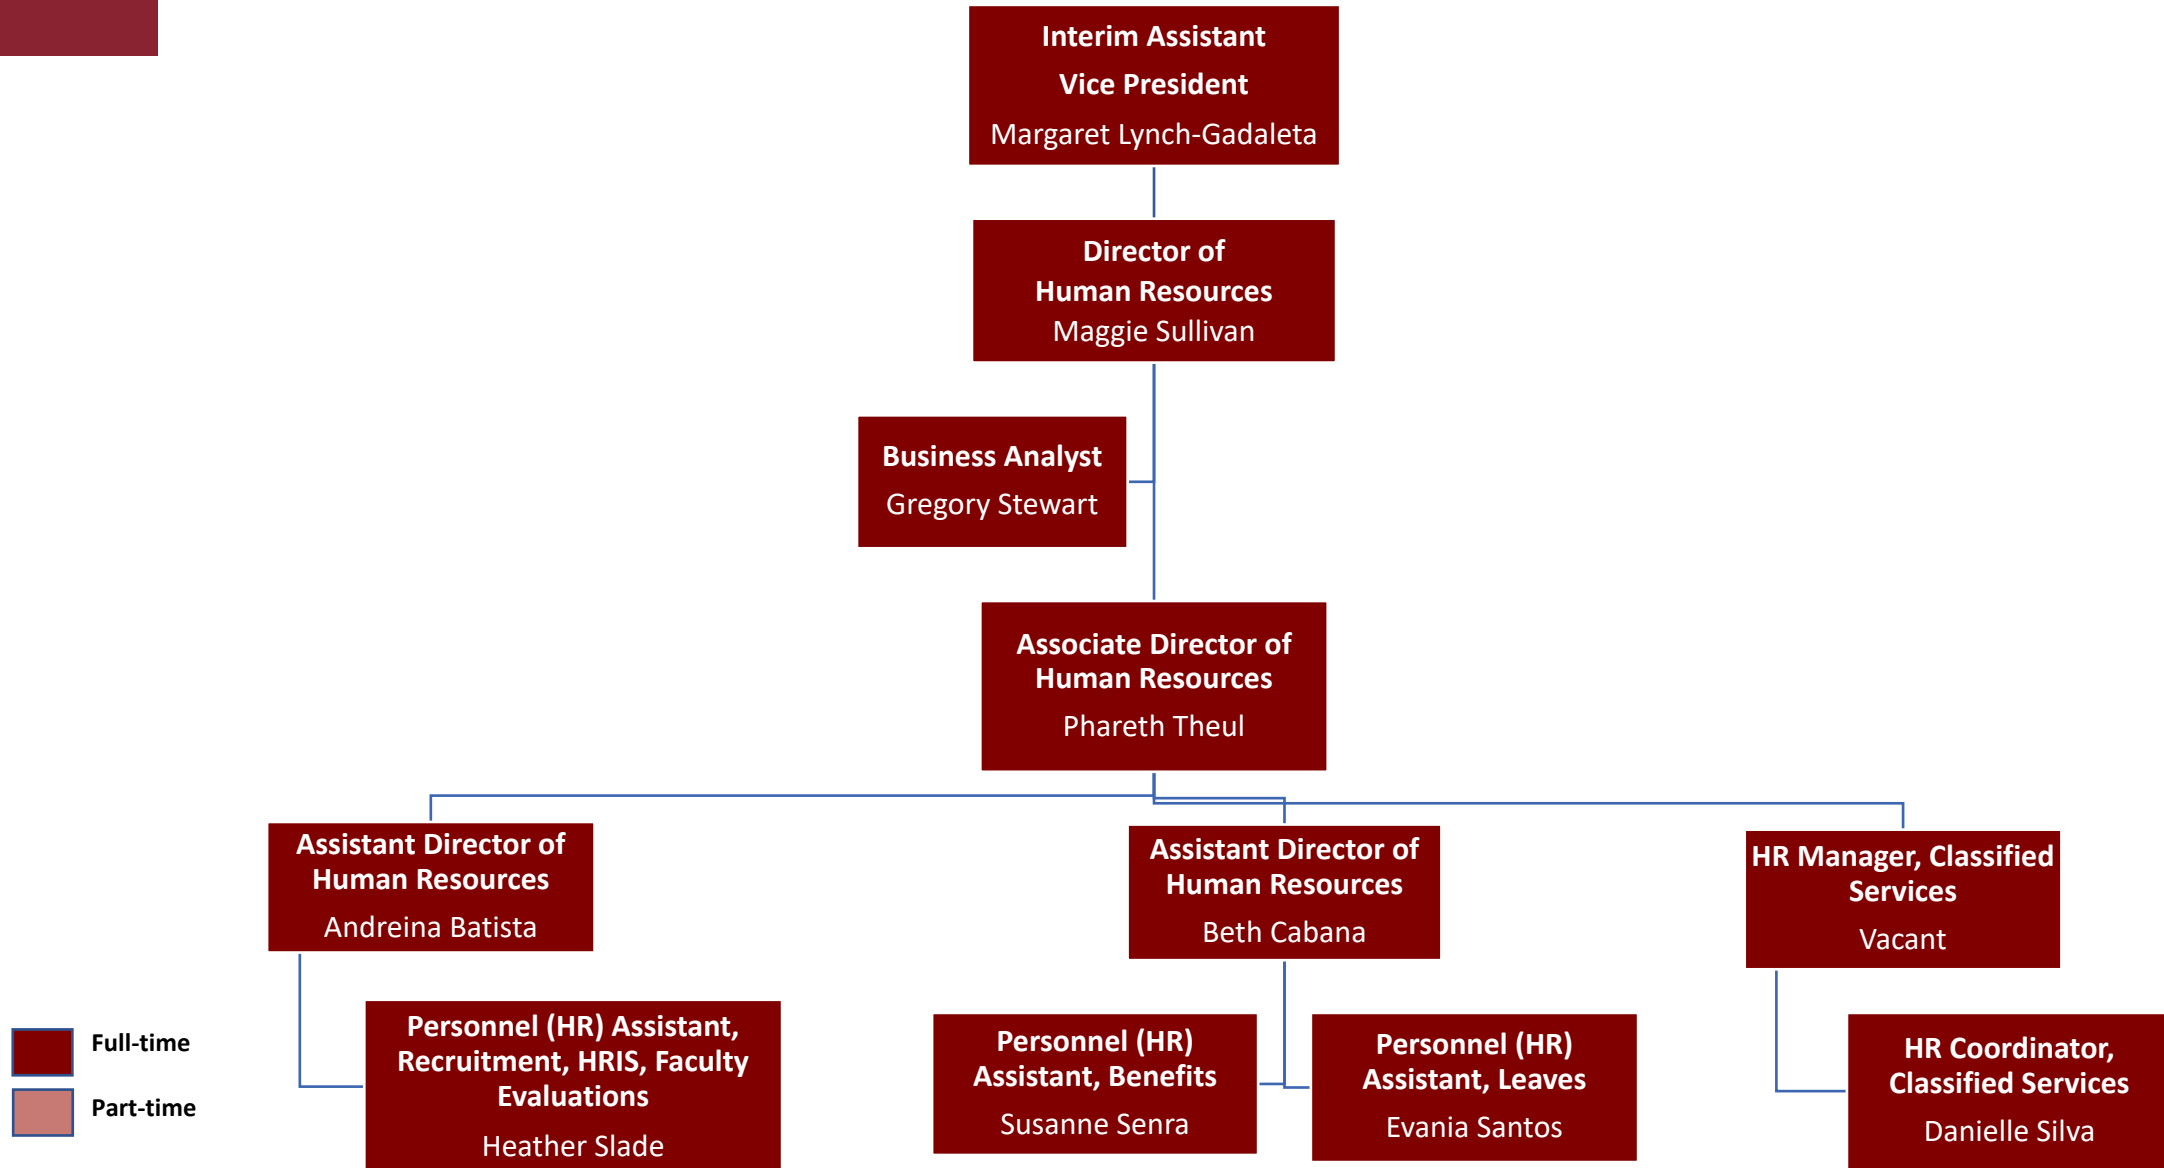 Interim Assistant
Vice President
Margaret Lynch-Gadaleta
Director of
Human Resources
Maggie Sullivan
Business Analyst
Gregory Stewart
Associate Director of
Human Resources
Phareth Theul
Assistant Director of
Human Resources
Andreina Batista
Assistant Director of
Human Resources
Beth Cabana
HR Manager, Classified
Services
Vacant
Personnel (HR) Assistant,
Recruitment, HRIS, Faculty
Evaluations
Heather Slade
Personnel (HR)
Assistant, Benefits
Susanne Senra
Personnel (HR)
Assistant, Leaves
Evania Santos
HR Coordinator,
Classified Services
Danielle Silva
Full-time
Part-time